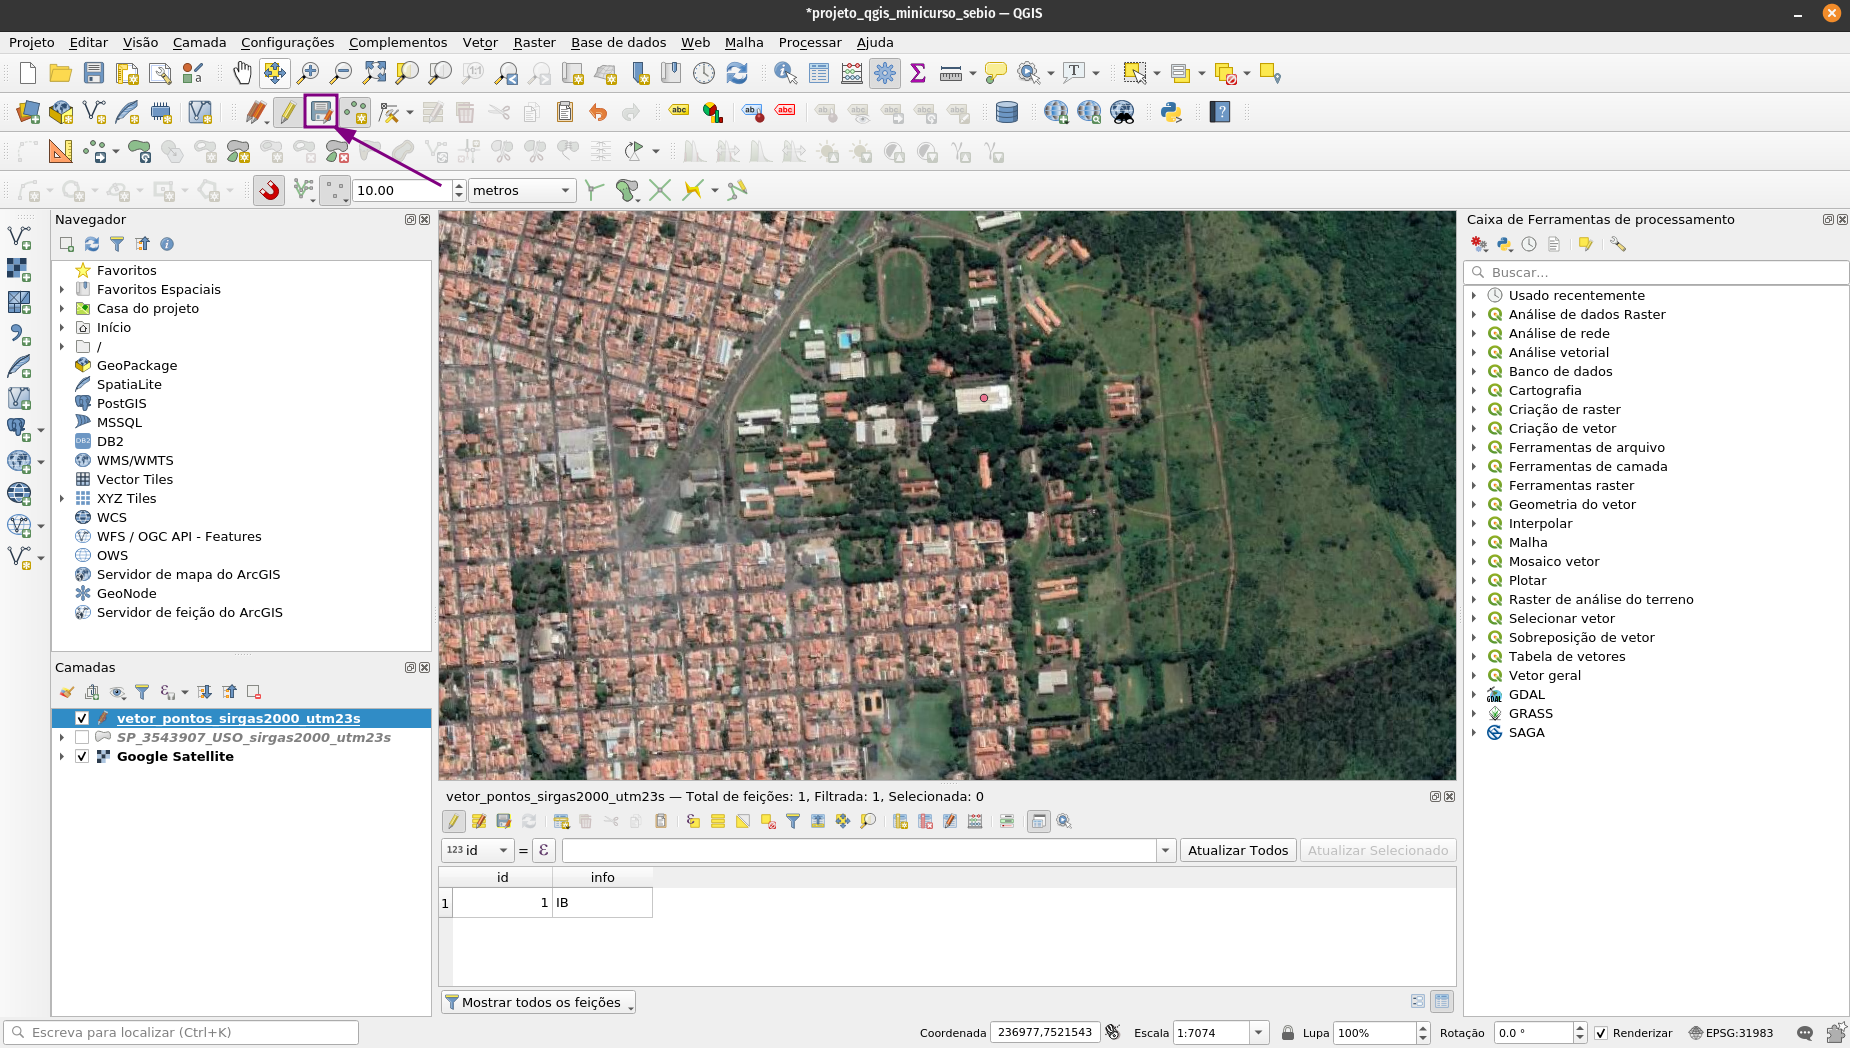 *projeto_qgis_minicurso_sebio — QGIS
Projeto Editar Visão Camada Configurações Complementos Vetor Raster Base de dados Web Malha Processar Ajuda
10.00 metros
Navegador
Favoritos
Favoritos Espaciais
Casa do projeto
Início
/
GeoPackage
SpatiaLite
PostGIS
MSSQL
DB2
WMS/WMTS
Vector Tiles
XYZ Tiles
WCS
WFS / OGC API - Features
OWS
Servidor de mapa do ArcGIS
GeoNode
Servidor de feição do ArcGIS
Camadas
vetor_pontos_sirgas2000_utm23s
SP_3543907_USO_sirgas2000_utm23s
Google Satellite
vetor_pontos_sirgas2000_utm23s — Total de feições: 1, Filtrada: 1, Selecionada: 0
123 id = ε Atualizar Todos Atualizar Selecionado
id info
1 1 IB
Mostrar todos os feições
Caixa de Ferramentas de processamento
Buscar...
Usado recentemente
Análise de dados Raster
Análise de rede
Análise vetorial
Banco de dados
Cartografia
Criação de raster
Criação de vetor
Ferramentas de arquivo
Ferramentas de camada
Ferramentas raster
Geometria do vetor
Interpolar
Malha
Mosaico vetor
Plotar
Raster de análise do terreno
Selecionar vetor
Sobreposição de vetor
Tabela de vetores
Vetor geral
GDAL
GRASS
SAGA
Escreva para localizar (Ctrl+K) Coordenada 236977,7521543 Escala 1:7074 Lupa 100% Rotação 0.0 ° Renderizar EPSG:31983